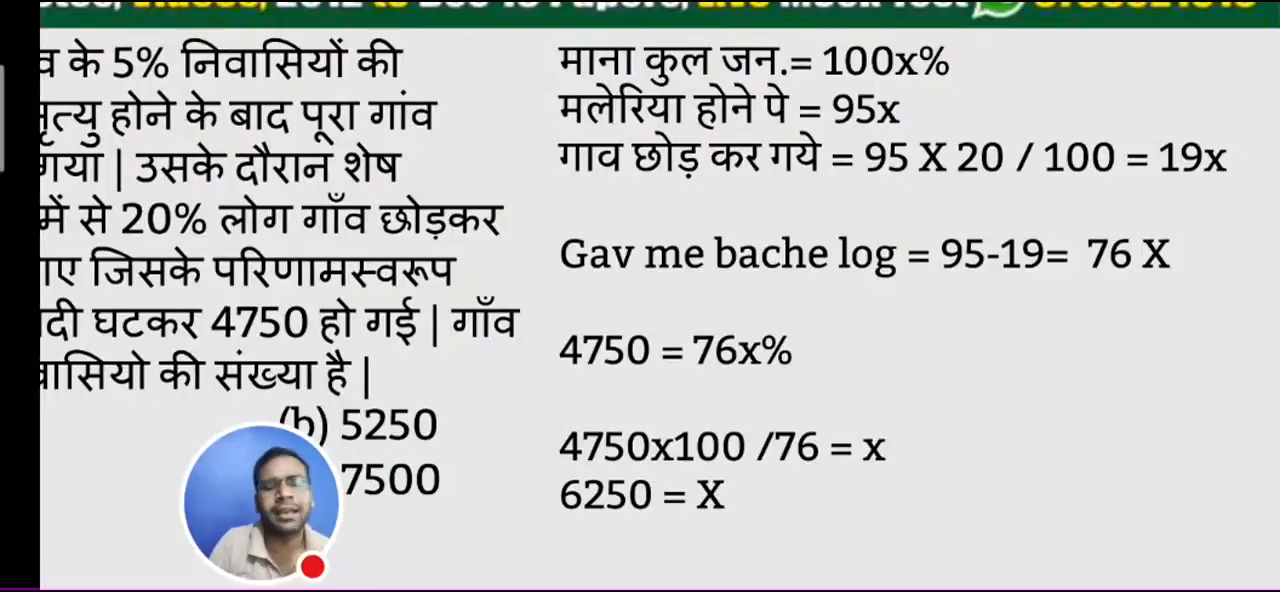 के 5% निवासियों की
होने के बाद पूरा गांव
उसके दौरान शेष
में से 20% लोग गाँव छोड़कर
जिसके परिणामस्वरूप
घटकर 4750 हो गई | गाँव
की संख्या है |
(b) 5250
7500
माना कुल जन.= 100x%
मलेरिया होने पे = 95x
गाव छोड़ कर गये = 95 X 20 / 100 = 19x
Gav me bache log = 95-19= 76 X
4750 = 76x%
4750x100 /76 = x
6250 = X